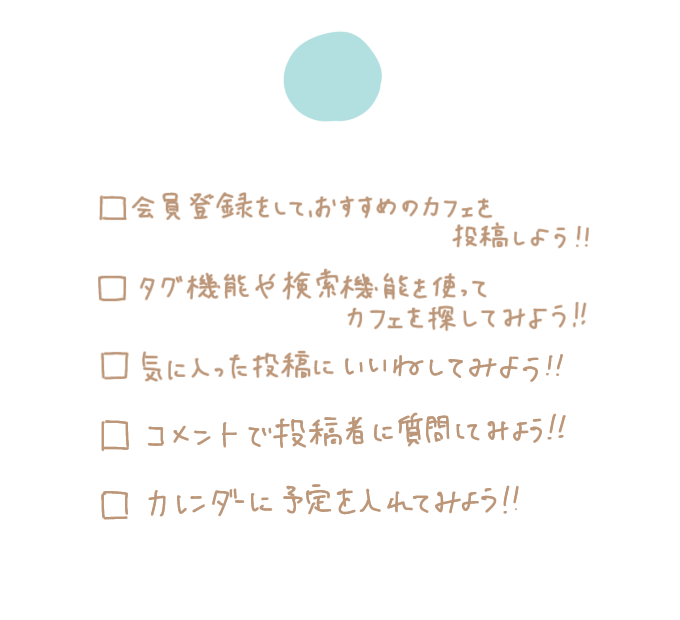 □会員登録をして、おすすめのカフェを
投稿しよう!!
□タグ機能や検索機能を使って
カフェを探してみよう!!
□気に入った投稿にいいねしてみよう!!
□コメントで投稿者に質問してみよう!!
□カレンダーに予定を入れてみよう!!